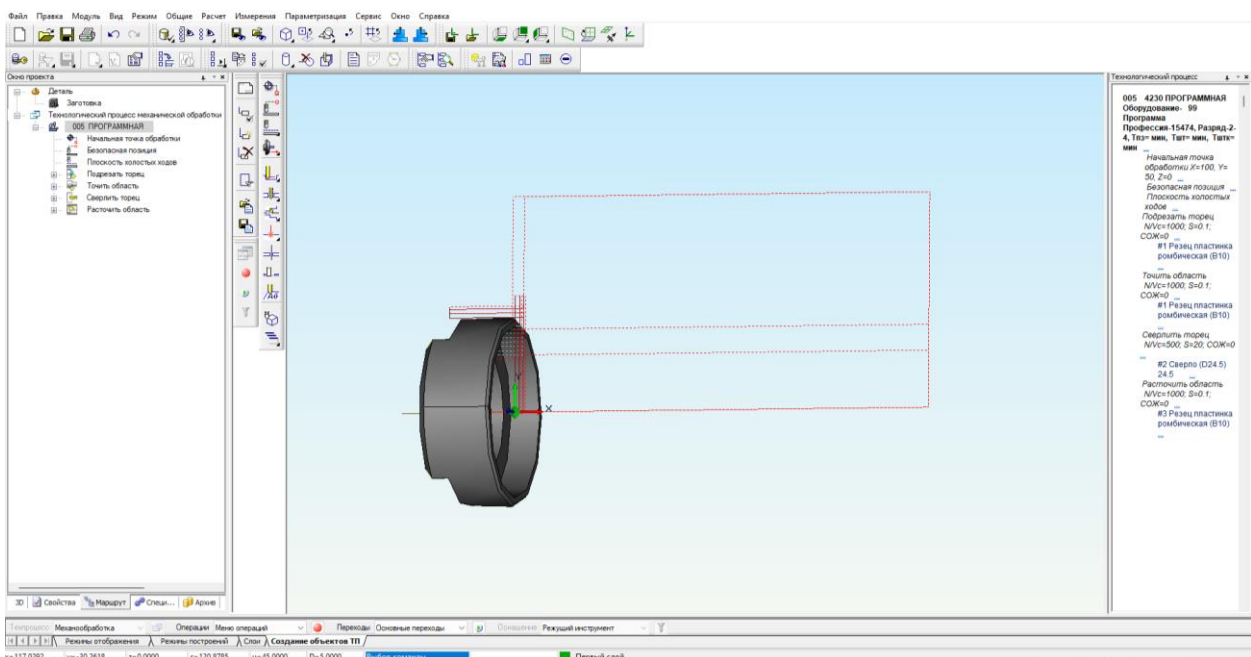 Файл Правка Модуль Вид Режим Общие Расчет Измерения Параметризация Сервис Окно Справка
Окно проекта
Технологический процесс
Деталь
Заготовка
Технологический процесс механической обработки
005 ПРОГРАММНАЯ
Начальная точка обработки
Безопасная позиция
Плоскость холостых ходов
Подрезать торец
Точить область
Сверлить торец
Расточить область
Y
X
005 4230 ПРОГРАММНАЯ
Оборудование- 99
Программа
Профессия-15474, Разряд-2-
4, Тпз= мин, Тшт= мин, Тштк=
мин ...
Начальная точка
обработки X=100, Y=
50, Z=0 ...
Безопасная позиция ...
Плоскость холостых
ходов ...
Подрезать торец
N/Vc=1000; S=0.1;
СОЖ=0 ...
#1 Резец пластинка
ромбическая (B10)
...
Точить область
N/Vc=1000; S=0.1;
СОЖ=0 ...
#1 Резец пластинка
ромбическая (B10)
...
Сверлить торец
N/Vc=500; S=20; СОЖ=0
...
#2 Сверло (D24.5)
24.5 ...
Расточить область
N/Vc=1000; S=0.1;
СОЖ=0 ...
#3 Резец пластинка
ромбическая (B10)
...
3D Свойства Маршрут Специ... Архив
Техпроцесс Механообработка Операции Меню операций Переходы Основные переходы Оснащение Режущий инструмент
Режимы отображения Режимы построений Слои Создание объектов ТП
z=0.0000 Выбор команды Первый слой